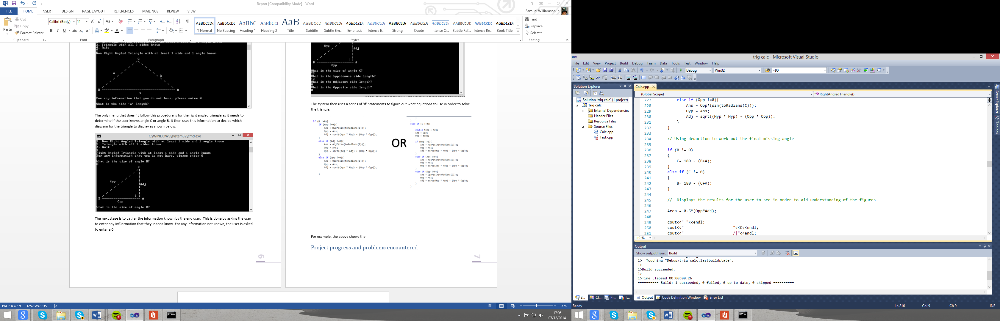 Report [Compatibility Mode] - Word
Samuel Williamson
FILE HOME INSERT DESIGN PAGE LAYOUT REFERENCES MAILINGS REVIEW VIEW
Paste
Cut
Copy
Format Painter
Calibri (Body) 11
AaBbCcDc AaBbCcDc AaBbC AaBbCcI AaB AaBbCcD AaBbCcDc AaBbCcDc AaBbCcDc AaBbCcDc AaBbCcDc AaBbCcDc AABBCCDD AABBCCDD AaBbCcDc
¶ Normal No Spacing Heading 1 Heading 2 Title Subtitle Subtle Em... Emphasis Intense E... Strong Quote Intense Q... Subtle Ref... Intense Re... Book Title
Find
Replace
Select
Clipboard Font Paragraph Styles Editing
3. Triangle with all 3 sides known
4. Quit
2
Non Right Angled Triangle with at least 1 side and 1 angle known
C
a
b
B
A
c
For any information that you do not have, please enter 0
What is the side 'a' length?
The only menu that doesn't follow this procedure is for the right angled triangle as it needs to
determine if the user knows angle C or angle B. It then uses this information to decide which
diagram for the triangle to display as shown below.
C:\WINDOWS\system32\cmd.exe
2. Non Right Angled Triangle with at least 1 side and 1 angle known
3. Triangle with all 3 sides known
4. Quit
1
Right Angled Triangle with at least 1 side and 1 angle known
For any information that you do not have, please enter 0
What is the size of angle B?
0
C
Hyp
Adj
B
A
Opp
What is the size of angle C?
The next stage is to gather the information known by the end user. This is done by asking the user
to enter any inf0ormation that they indeed know. For any information not known, the user is asked
to enter a 0.
6
Hyp
Adj
B
A
Opp
What is the size of angle C?
25
What is the hypotenuse side length?
12
What is the Adjacent side length?
0
What is the Opposite side length?
0
The system then uses a series of 'If' statements to figure out what equations to use in order to solve
the triangle.
if (B !=0){
if (Hyp !=0){
Ans = Hyp*(sin(toRadians(B)));
Opp = Ans;
Adj = sqrt((Hyp * Hyp) - (Opp * Opp));
}
else if (Adj !=0){
Ans = Adj*(tan(toRadians(B)));
Opp = Ans;
Hyp = sqrt((Adj * Adj) + (Opp * Opp));
}
else if (Opp !=0){
Ans = Opp/(sin(toRadians(B)));
Hyp = Ans;
Adj = sqrt((Hyp * Hyp) - (Opp * Opp));
}
OR
}
}
else if (C !=0){
double temp = Adj;
Adj = Opp;
Opp = temp;
if (Hyp !=0){
Ans = Hyp*(sin(toRadians(C)));
Opp = Ans;
Adj = sqrt((Hyp * Hyp) - (Opp * Opp));
}
else if (Adj !=0){
Ans = Adj*(tan(toRadians(C)));
Opp = Ans;
Hyp = sqrt((Adj * Adj) + (Opp * Opp));
}
else if (Opp !=0){
Ans = Opp*(sin(toRadians(C)));
Hyp = Ans;
Adj = sqrt((Hyp * Hyp) - (Opp * Opp));
}
}
For example, the above shows the
Project progress and problems encountered
7
PAGE 8 OF 9 1252 WORDS
90%
17:06
07/12/2014
trig calc - Microsoft Visual Studio
File Edit View Project Build Debug Team Data Tools Test Window Help
Debug Win32 =90
Solution Explorer
Solution 'trig calc' (1 project)
trig calc
External Dependencies
Header Files
Resource Files
Source Files
Calc.cpp
Test.cpp
S... Cl... Pr... T...
Calc.cpp
(Global Scope) RightAngledTriangle()
227 else if (Opp !=0){
228 Ans = Opp*(sin(toRadians(C)));
229 Hyp = Ans;
230 Adj = sqrt((Hyp * Hyp) - (Opp * Opp));
231 }
232 }
233
234 //-Using deduction to work out the final missing angle
235
236 if (B != 0)
237 {
238 C= 180 - (B+A);
239 }
240 else if (C != 0)
241 {
242 B= 180 - (C+A);
243 }
244
245 //- Displays the results for the user to see in order to aid understanding of the figures
246
247 Area = 0.5*(Opp*Adj);
248
249 cout<<" "<<endl;
250 cout<<" "<<C<<endl;
251 cout<<" /|"<<endl;
110 %
Server Explorer
Toolbox
Output
Show output from: Build
1> Touching "Debug\trig calc.lastbuildstate".
1>
1>Build succeeded.
1>
1>Time Elapsed 00:00:00.26
========== Build: 1 succeeded, 0 failed, 0 up-to-date, 0 skipped ==========
Output Code Definition Window Error List
Ready Ln 216 Col 9 Ch 9 INS